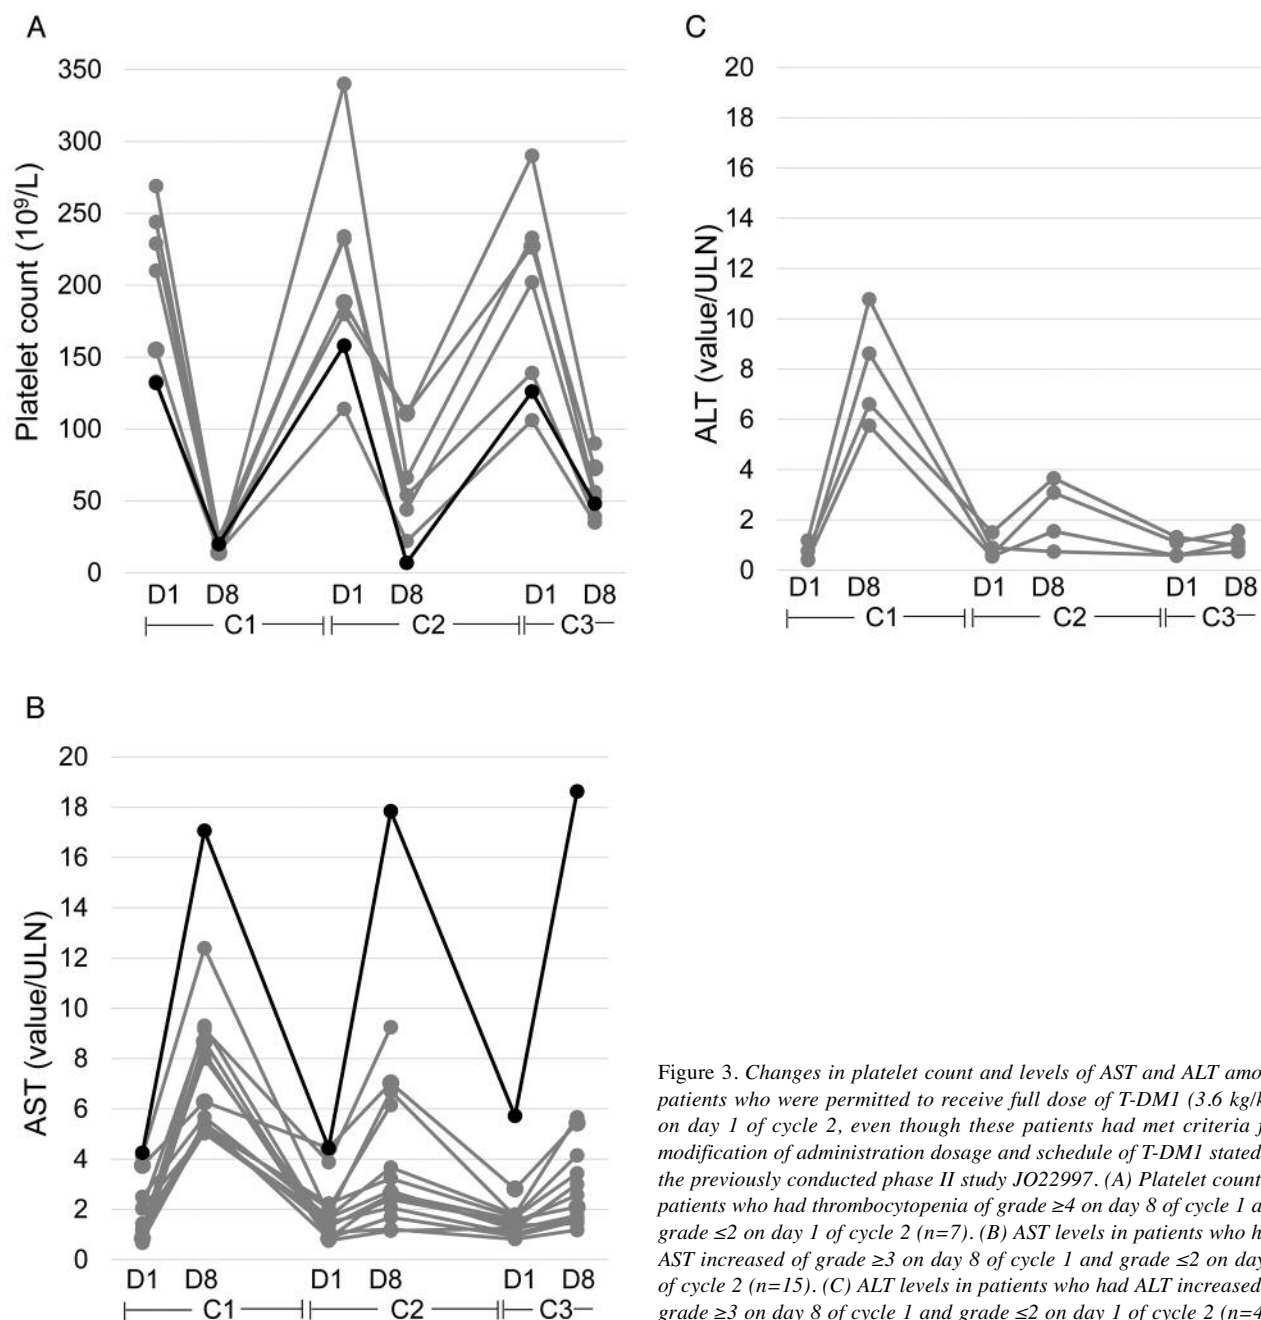 A
350
300
250
200
150
100
50
0
Platelet count (10⁹/L)
D1 D8 D1 D8 D1 D8
C1 C2 C3
C
20
18
16
14
12
10
8
6
4
2
0
ALT (value/ULN)
D1 D8 D1 D8 D1 D8
C1 C2 C3
B
20
18
16
14
12
10
8
6
4
2
0
AST (value/ULN)
D1 D8 D1 D8 D1 D8
C1 C2 C3
Figure 3. Changes in platelet count and levels of AST and ALT amo
patients who were permitted to receive full dose of T-DM1 (3.6 kg/k
on day 1 of cycle 2, even though these patients had met criteria f
modification of administration dosage and schedule of T-DM1 stated
the previously conducted phase II study JO22997. (A) Platelet count
patients who had thrombocytopenia of grade ≥4 on day 8 of cycle 1 a
grade ≤2 on day 1 of cycle 2 (n=7). (B) AST levels in patients who h
AST increased of grade ≥3 on day 8 of cycle 1 and grade ≤2 on day
of cycle 2 (n=15). (C) ALT levels in patients who had ALT increased
grade ≥3 on day 8 of cycle 1 and grade ≤2 on day 1 of cycle 2 (n=4